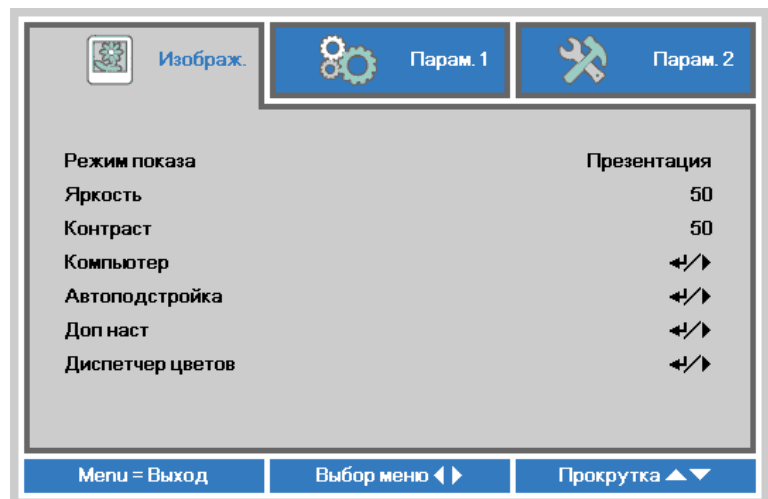 Изображ. Парам. 1 Парам. 2
Режим показа Презентация
Яркость 50
Контраст 50
Компьютер ↵/▶
Автоподстройка ↵/▶
Доп наст ↵/▶
Диспетчер цветов ↵/▶
Menu = Выход Выбор меню ◀▶ Прокрутка ▲▼